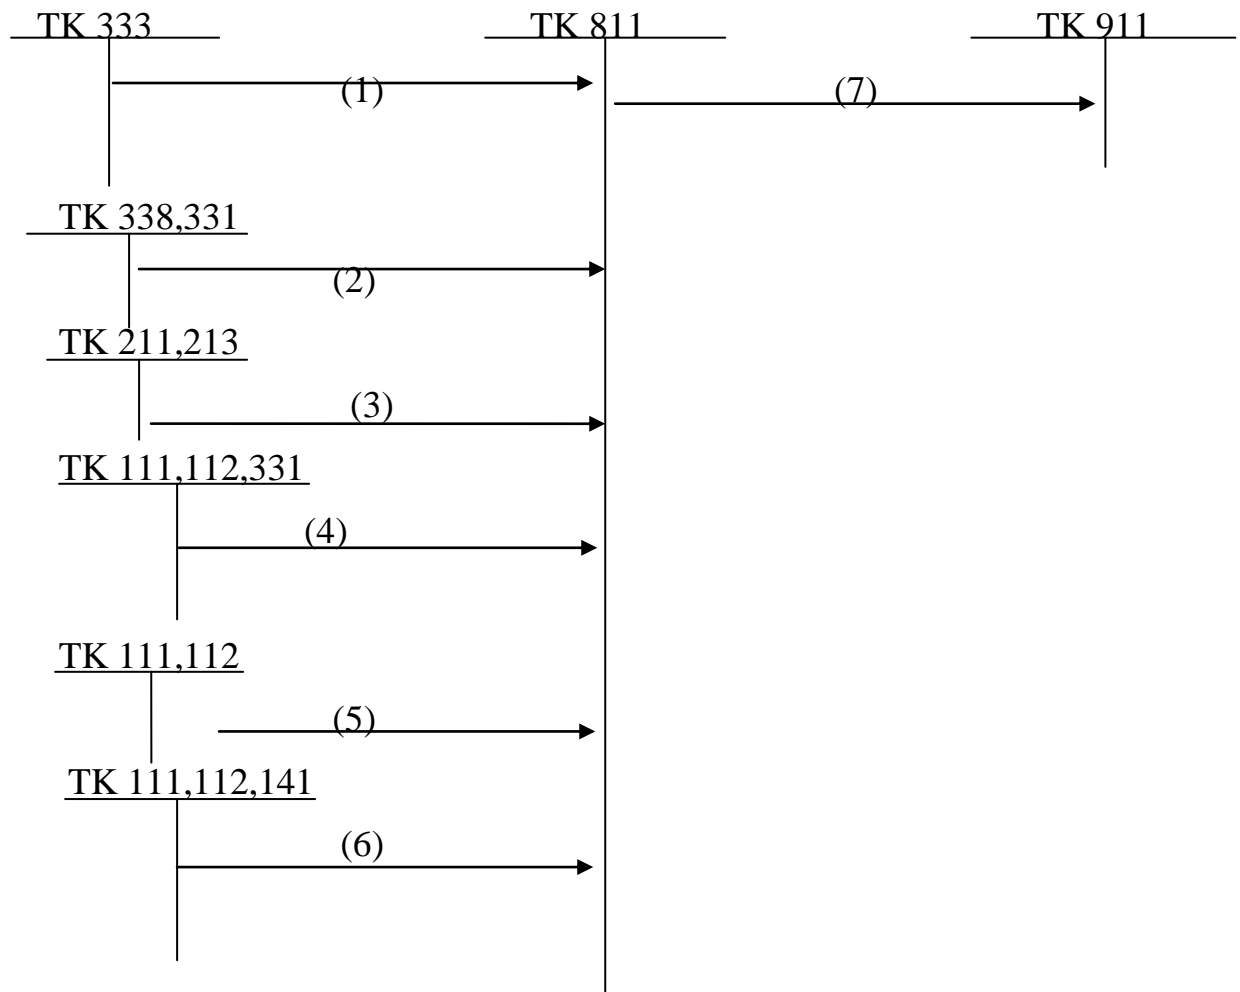 TK 333 TK 811 TK 911
(1) (7)
TK 338,331
(2)
TK 211,213
(3)
TK 111,112,331
(4)
TK 111,112
(5)
TK 111,112,141
(6)